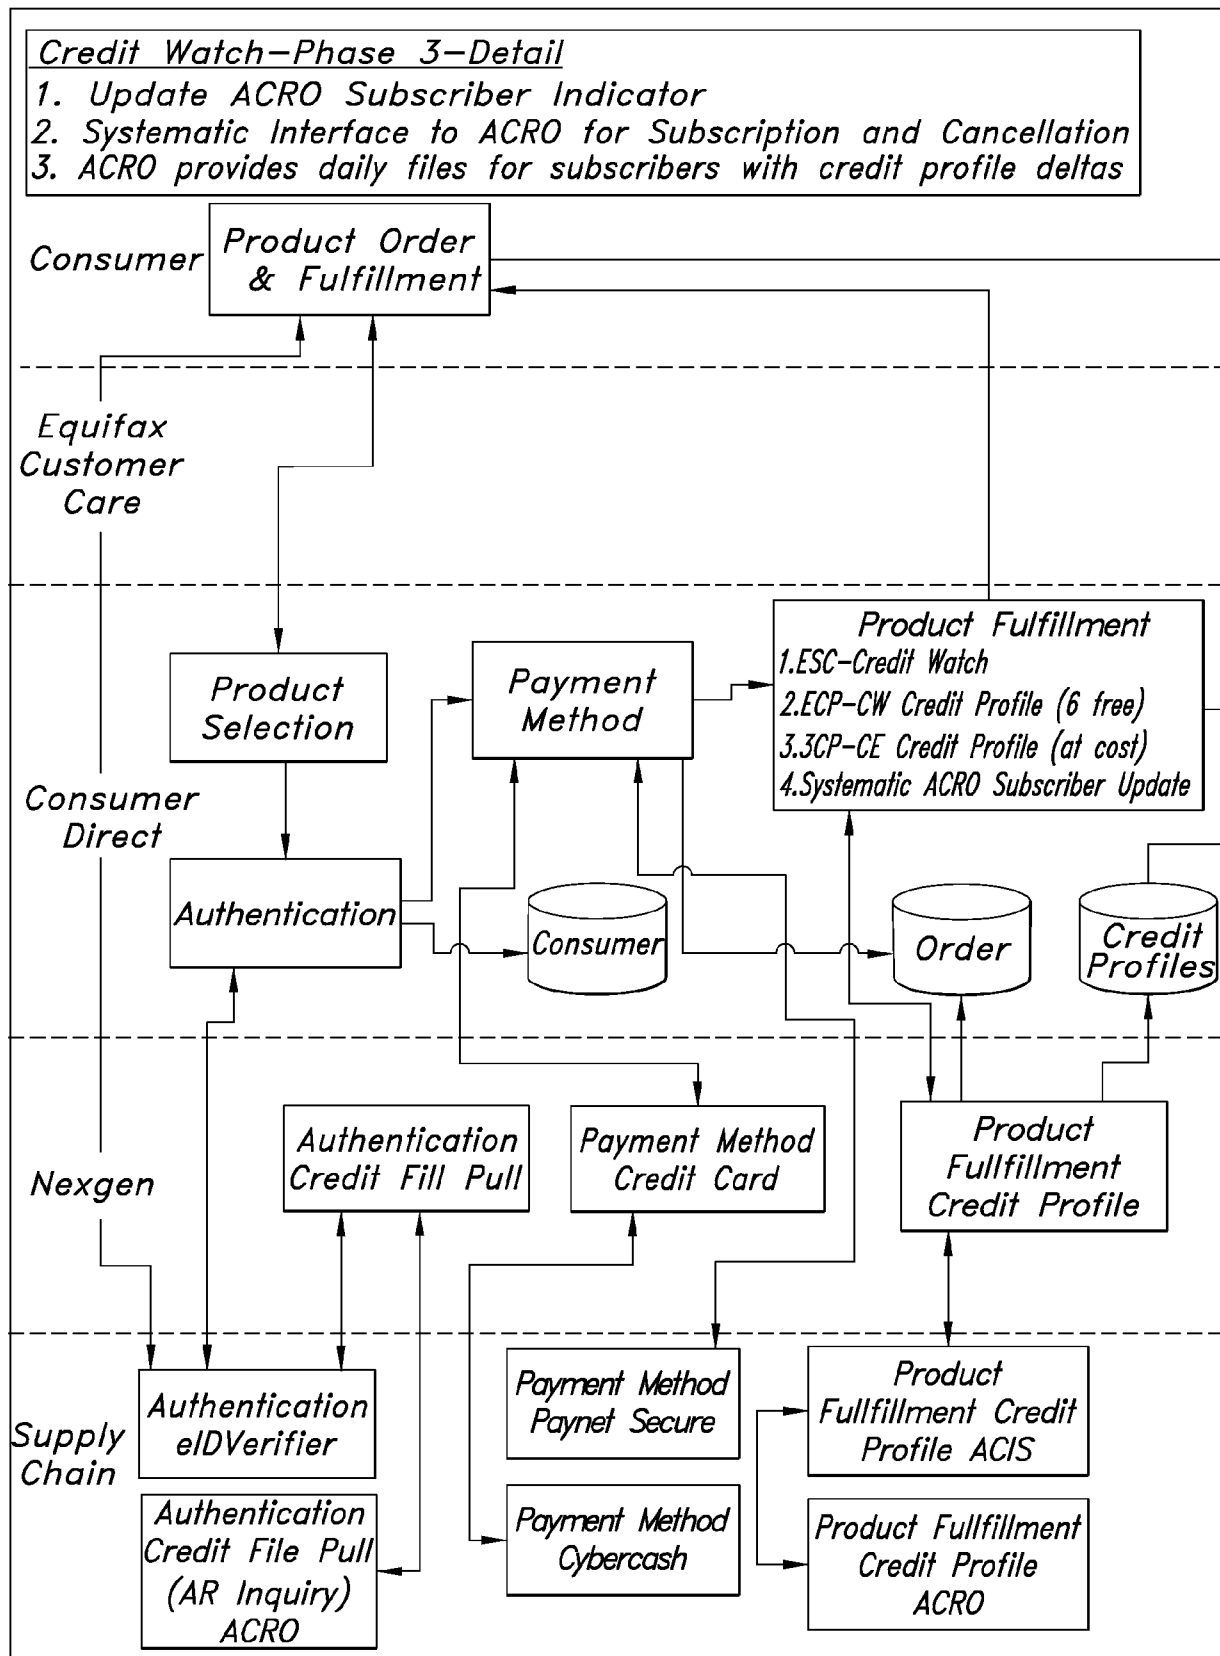 Credit Watch-Phase 3-Detail
1. Update ACRO Subscriber Indicator
2. Systematic Interface to ACRO for Subscription and Cancellation
3. ACRO provides daily files for subscribers with credit profile deltas
Consumer
Product Order
& Fulfillment
Equifax
Customer
Care
Consumer
Direct
Product
Selection
Payment
Method
Product Fulfillment
1.ESC-Credit Watch
2.ECP-CW Credit Profile (6 free)
3.3CP-CE Credit Profile (at cost)
4.Systematic ACRO Subscriber Update
Authentication
Consumer
Order
Credit
Profiles
Nexgen
Authentication
Credit Fill Pull
Payment Method
Credit Card
Product
Fullfillment
Credit Profile
Supply
Chain
Authentication
eIDVerifier
Payment Method
Paynet Secure
Product
Fullfillment Credit
Profile ACIS
Authentication
Credit File Pull
(AR Inquiry)
ACRO
Payment Method
Cybercash
Product Fullfillment
Credit Profile
ACRO